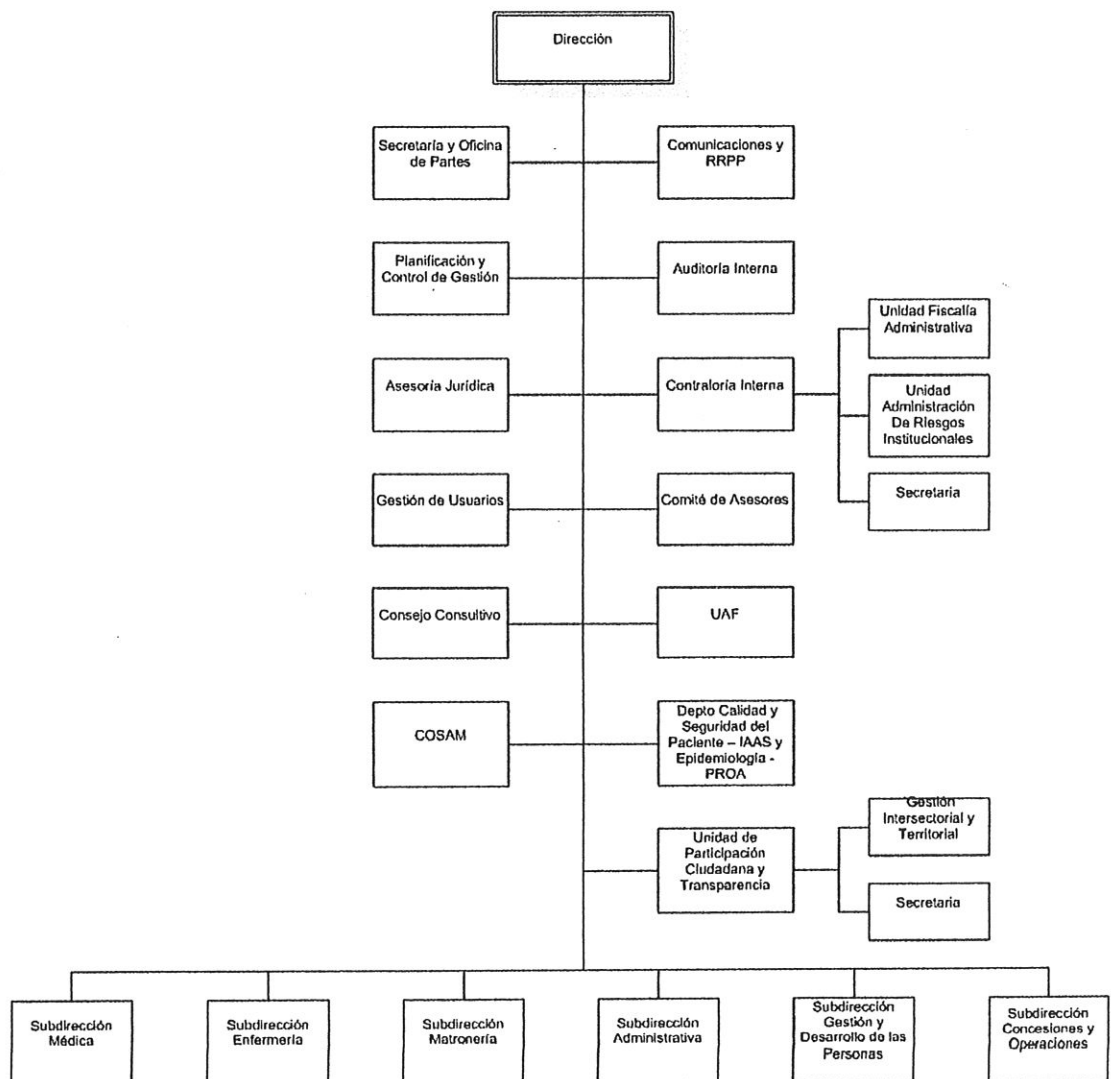 Dirección
Secretaría y Oficina
de Partes
Comunicaciones y
RRPP
Planificación y
Control de Gestión
Auditoría Interna
Unidad Fiscalía
Administrativa
Asesoría Jurídica
Contraloría Interna
Unidad
Administración
De Riesgos
Institucionales
Gestión de Usuarios
Comité de Asesores
Secretaria
Consejo Consultivo
UAF
COSAM
Depto Calidad y
Seguridad del
Paciente – IAAS y
Epidemiología -
PROA
Unidad de
Participación
Ciudadana y
Transparencia
Gestión
Intersectorial y
Territorial
Secretaria
Subdirección
Médica
Subdirección
Enfermería
Subdirección
Matronería
Subdirección
Administrativa
Subdirección
Gestión y
Desarrollo de las
Personas
Subdirección
Concesiones y
Operaciones